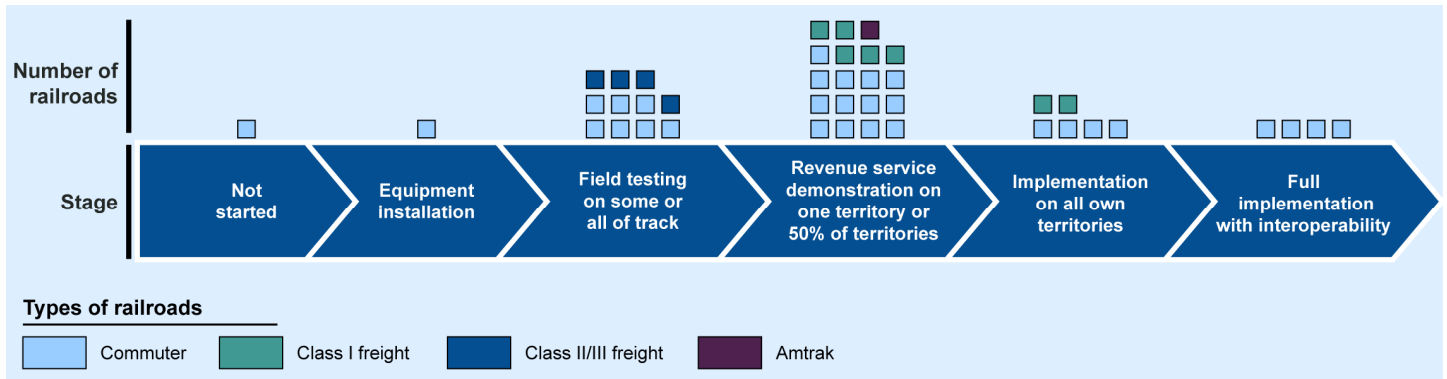 Number of
railroads
Stage
Not
started
Equipment
installation
Field testing
on some or
all of track
Revenue service
demonstration on
one territory or
50% of territories
Implementation
on all own
territories
Full
implementation
with interoperability
Types of railroads
Commuter
Class I freight
Class II/III freight
Amtrak